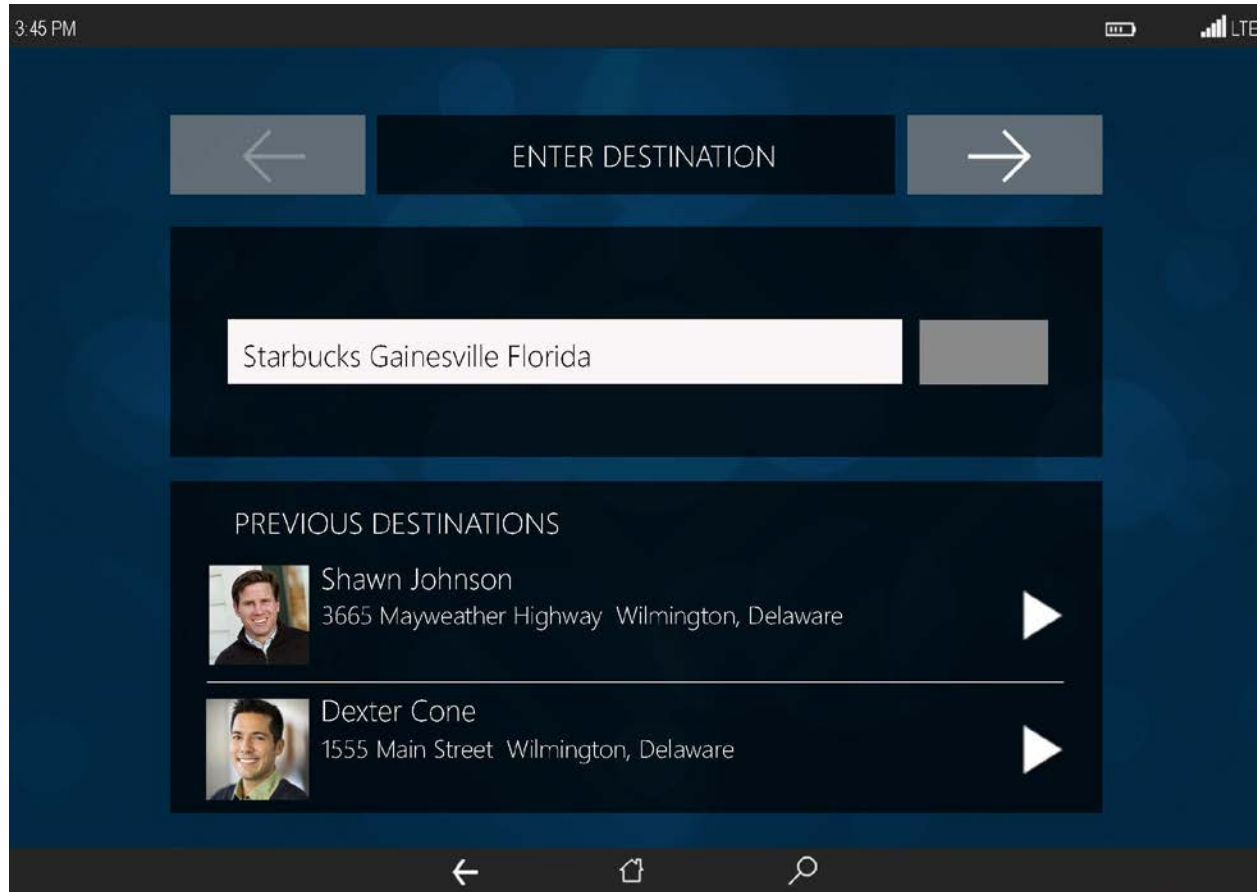 3:45 PM
LTE
ENTER DESTINATION
Starbucks Gainesville Florida
PREVIOUS DESTINATIONS
Shawn Johnson
3665 Mayweather Highway Wilmington, Delaware
Dexter Cone
1555 Main Street Wilmington, Delaware